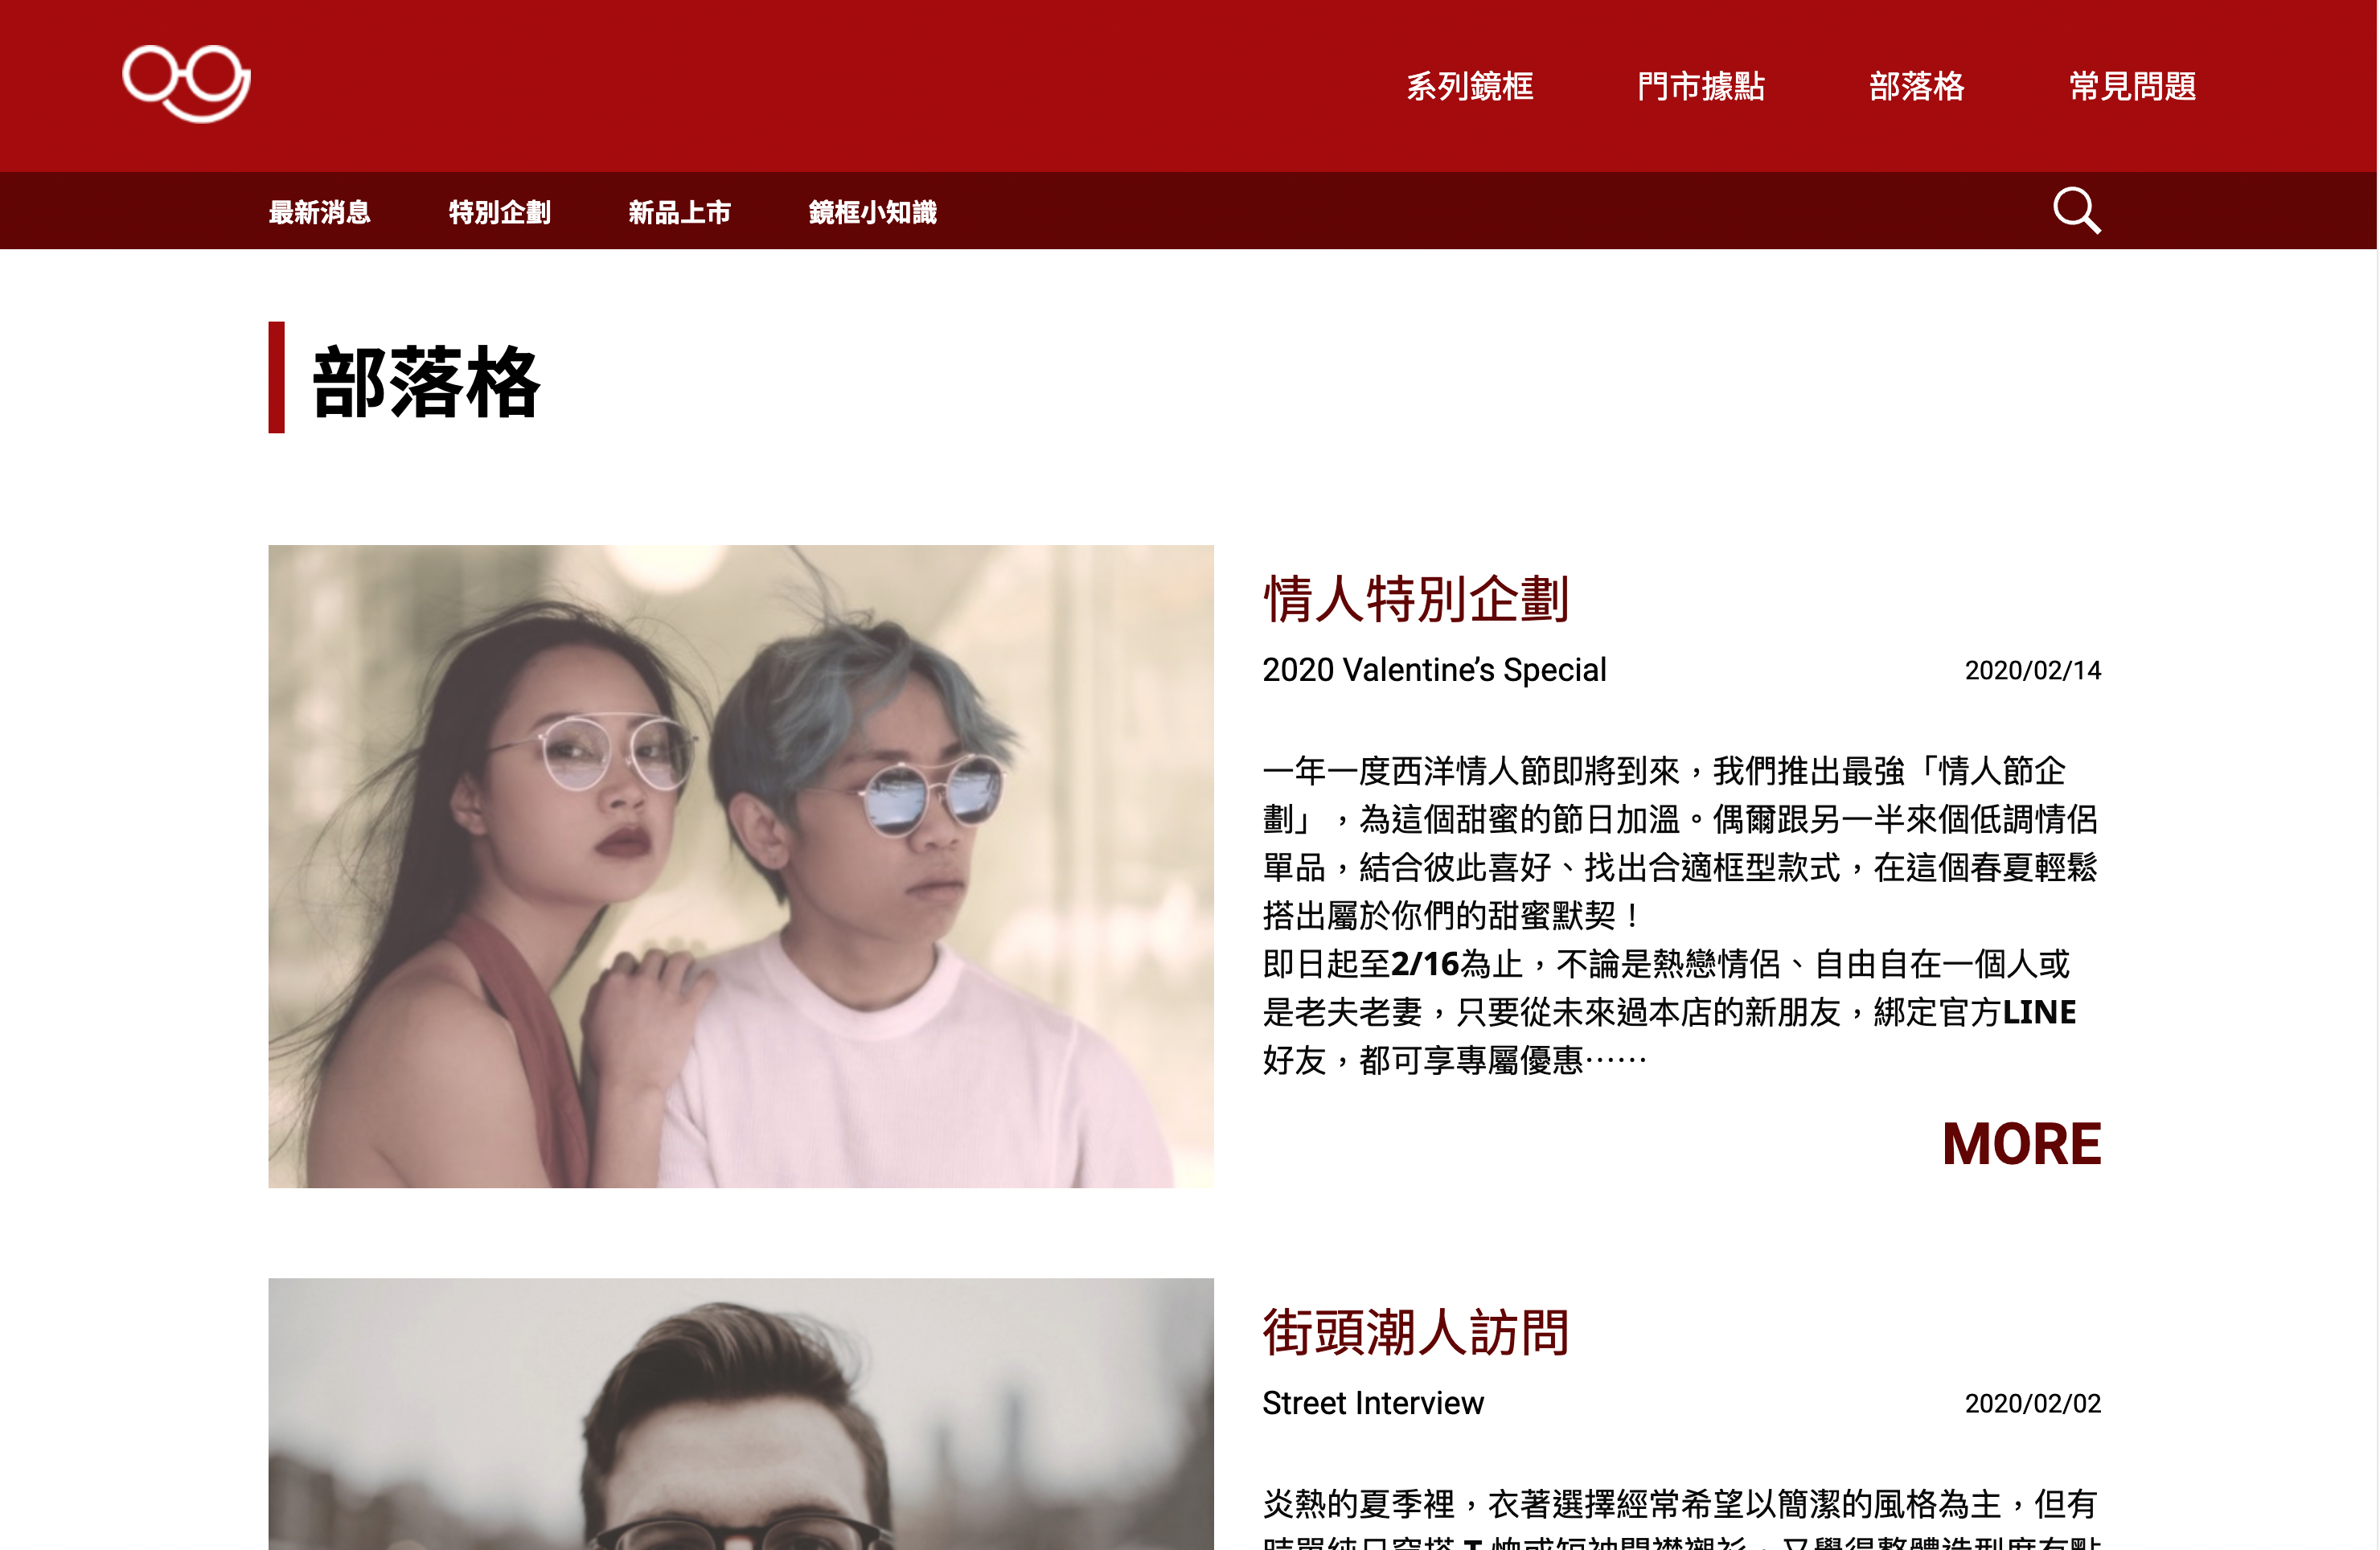 系列鏡框 門市據點 部落格 常見問題
最新消息 特別企劃 新品上市 鏡框小知識
部落格
情人特別企劃
2020 Valentine’s Special 2020/02/14
一年一度西洋情人節即將到來，我們推出最強「情人節企
劃」，為這個甜蜜的節日加溫。偶爾跟另一半來個低調情侶
單品，結合彼此喜好、找出合適框型款式，在這個春夏輕鬆
搭出屬於你們的甜蜜默契！
即日起至2/16為止，不論是熱戀情侶、自由自在一個人或
是老夫老妻，只要從未來過本店的新朋友，綁定官方LINE
好友，都可享專屬優惠⋯⋯
MORE
街頭潮人訪問
Street Interview 2020/02/02
炎熱的夏季裡，衣著選擇經常希望以簡潔的風格為主，但有